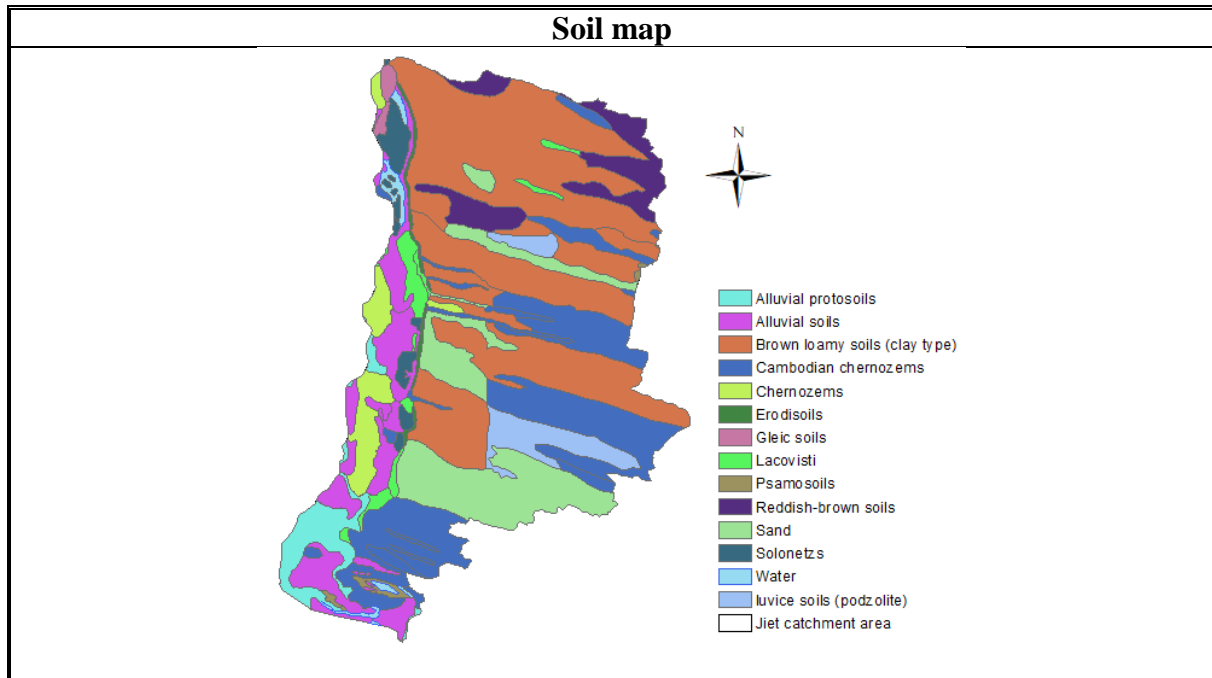 Soil map
N
Alluvial protosoils
Alluvial soils
Brown loamy soils (clay type)
Cambodian chernozems
Chernozems
Erodisoils
Gleic soils
Lacovisti
Psamosoils
Reddish-brown soils
Sand
Solonetzs
Water
luvice soils (podzolite)
Jiet catchment area